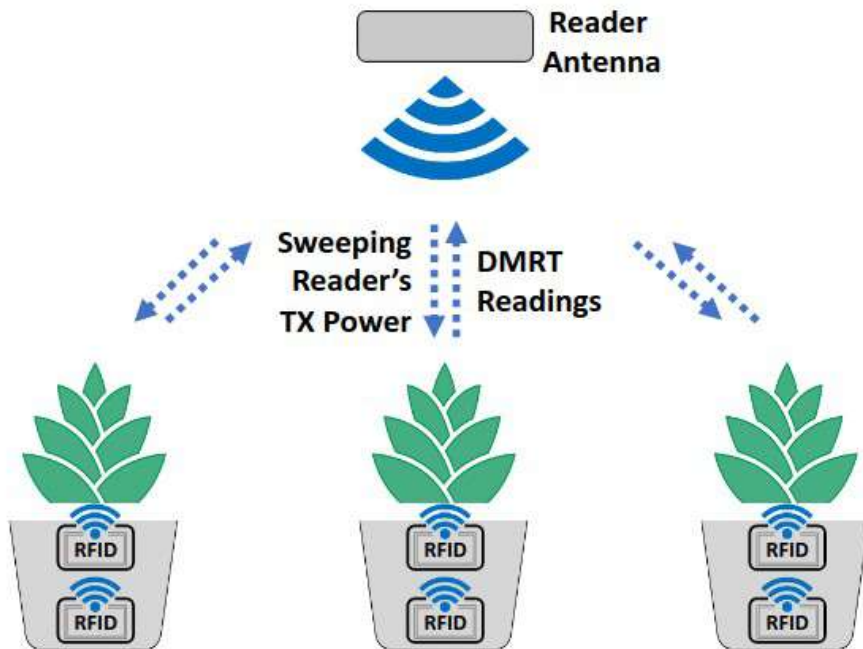 Reader
Antenna
Sweeping
Reader's
TX Power
DMRT
Readings
RFID
RFID
RFID
RFID
RFID
RFID